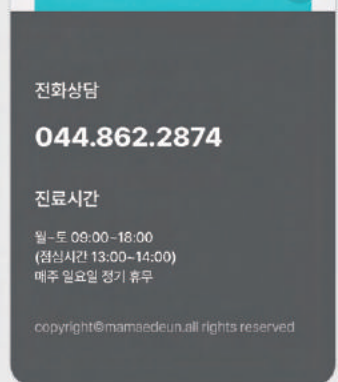 전화상담
044.862.2874
진료시간
월~토 09:00~18:00
(점심시간 13:00~14:00)
매주 일요일 정기 휴무
copyright©mamaedeun.all rights reserved